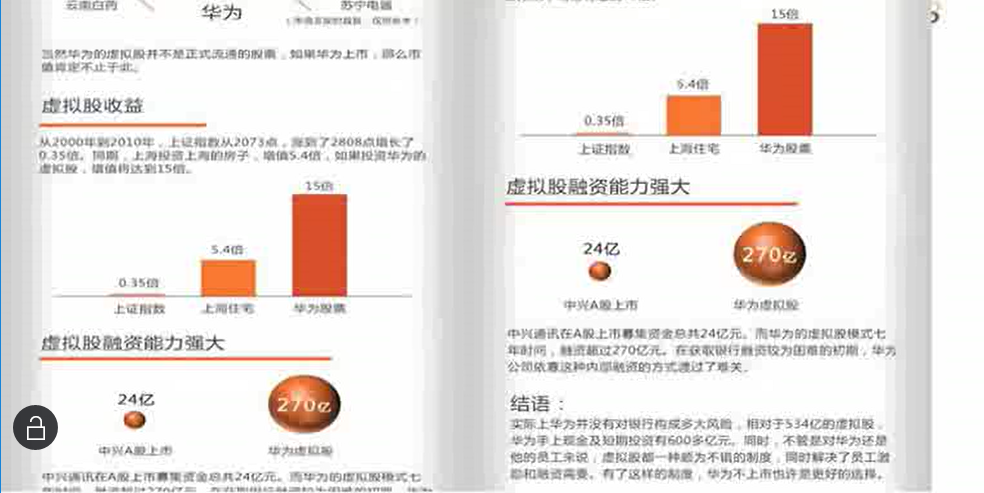 云南白药
苏宁电器
华为
当然华为的虚拟股并不是正式流通的股票，如果华为上市，那么市
值肯定不止于此。
虚拟股收益
从2000年到2010年，上证指数从2073点，涨到了2808点增长了
0.35倍。同期，上海投资上海的房子，增值5.4倍，如果投资华为的
虚拟股，增值将达到15倍。
15倍
5.4倍
0.35倍
上证指数
上海住宅
华为股票
虚拟股融资能力强大
24亿
270亿
中兴A股上市
华为虚拟股
中兴通讯在A股上市募集资金总共24亿元。而华为的虚拟股模式七
15倍
5.4倍
0.35倍
上证指数
上海住宅
华为股票
虚拟股融资能力强大
24亿
270亿
中兴A股上市
华为虚拟股
中兴通讯在A股上市募集资金总共24亿元。而华为的虚拟股模式七
年时间，融资超过270亿元。在获取银行融资较为困难的初期，华为
公司依靠这种内部融资的方式渡过了难关。
结语：
实际上华为并没有对银行构成多大风险，相对于534亿的虚拟股，
华为手上现金及短期投资有600多亿元。同时，不管是对华为还是
他的员工来说，虚拟股都一种颇为不错的制度，同时解决了员工激
励和融资需要。有了这样的制度，华为不上市也许是更好的选择。